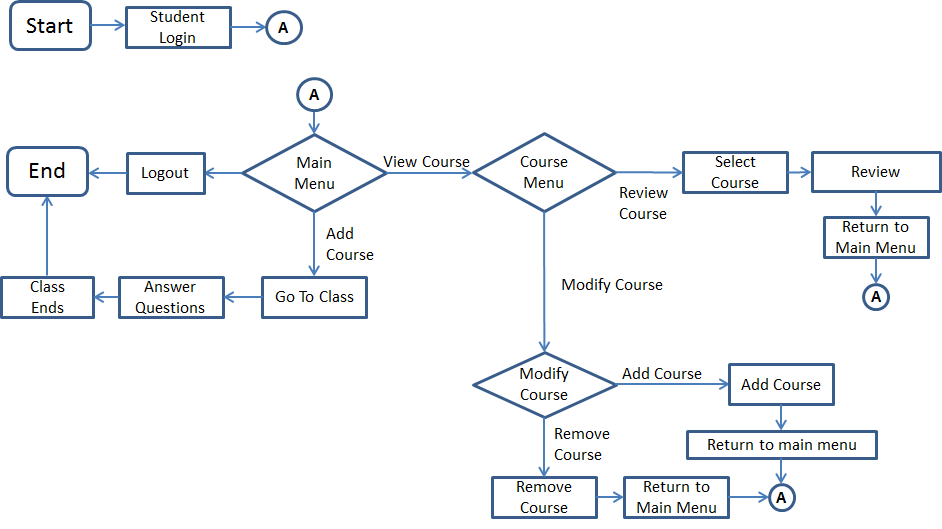 Start
Student
Login
A
A
End
Logout
Main
Menu
View Course
Course
Menu
Review
Course
Select
Course
Review
Return to
Main Menu
A
Add
Course
Class
Ends
Answer
Questions
Go To Class
Modify Course
Modify
Course
Add Course
Add Course
Return to main menu
Remove
Course
Remove
Course
Return to
Main Menu
A